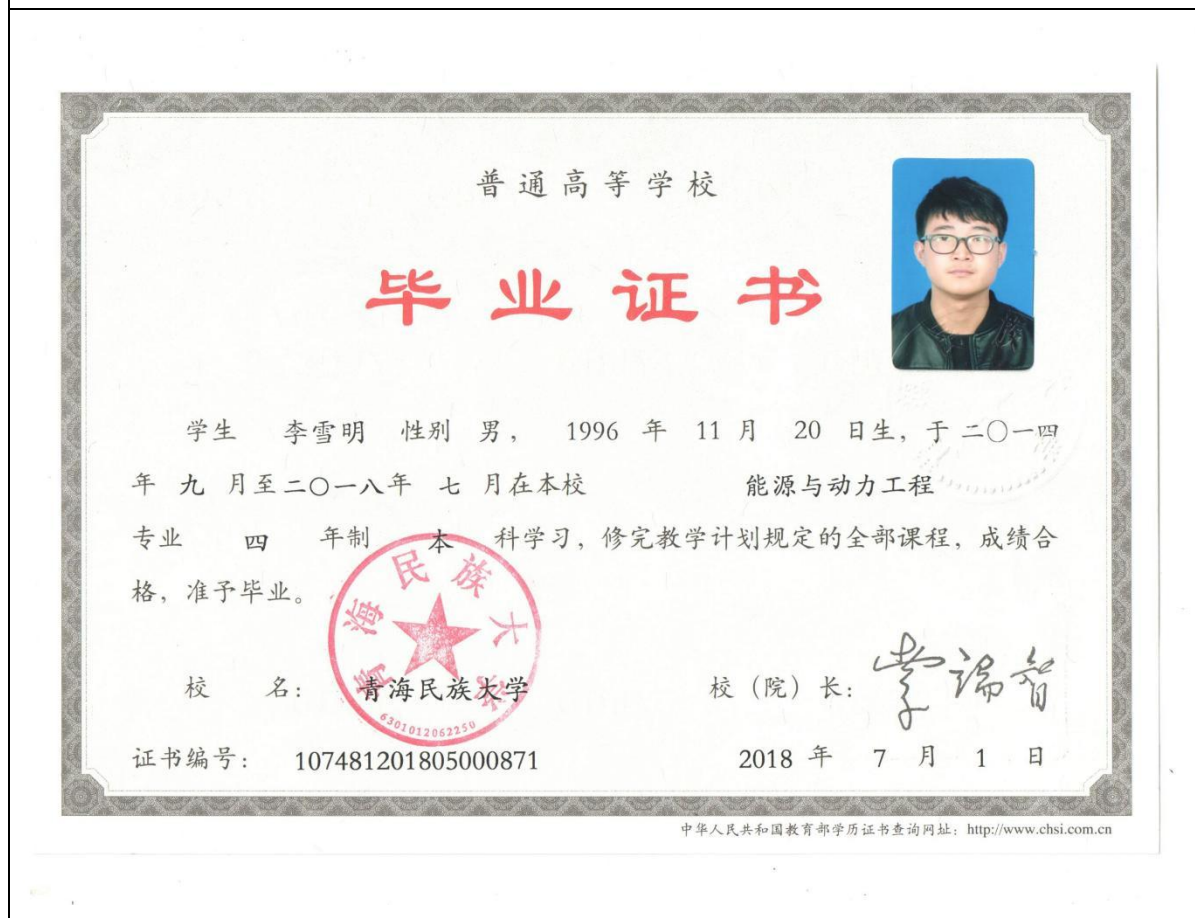 普通高等学校
毕业证书
学生 李雪明 性别 男， 1996 年 11 月 20 日生，于 二〇一四
年 九 月至二〇一八年 七 月在本校 能源与动力工程
专业 四 年制 本 科学习，修完教学计划规定的全部课程，成绩合
格，准予毕业。
青海民族大学
6301012062250
校 名： 青海民族大学 校（院）长：
证书编号： 107481201805000871 2018 年 7 月 1 日
中华人民共和国教育部学历证书查询网址：http://www.chsi.com.cn